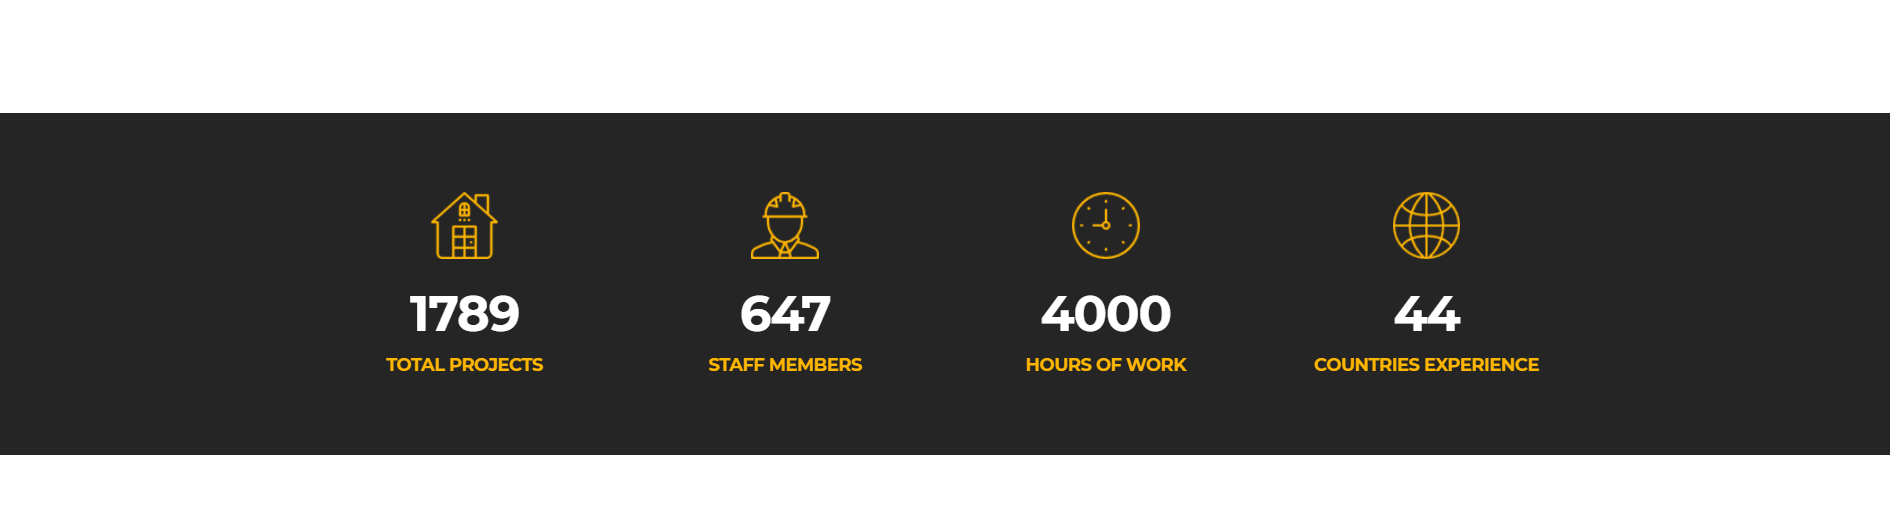 1789
TOTAL PROJECTS
647
STAFF MEMBERS
4000
HOURS OF WORK
44
COUNTRIES EXPERIENCE